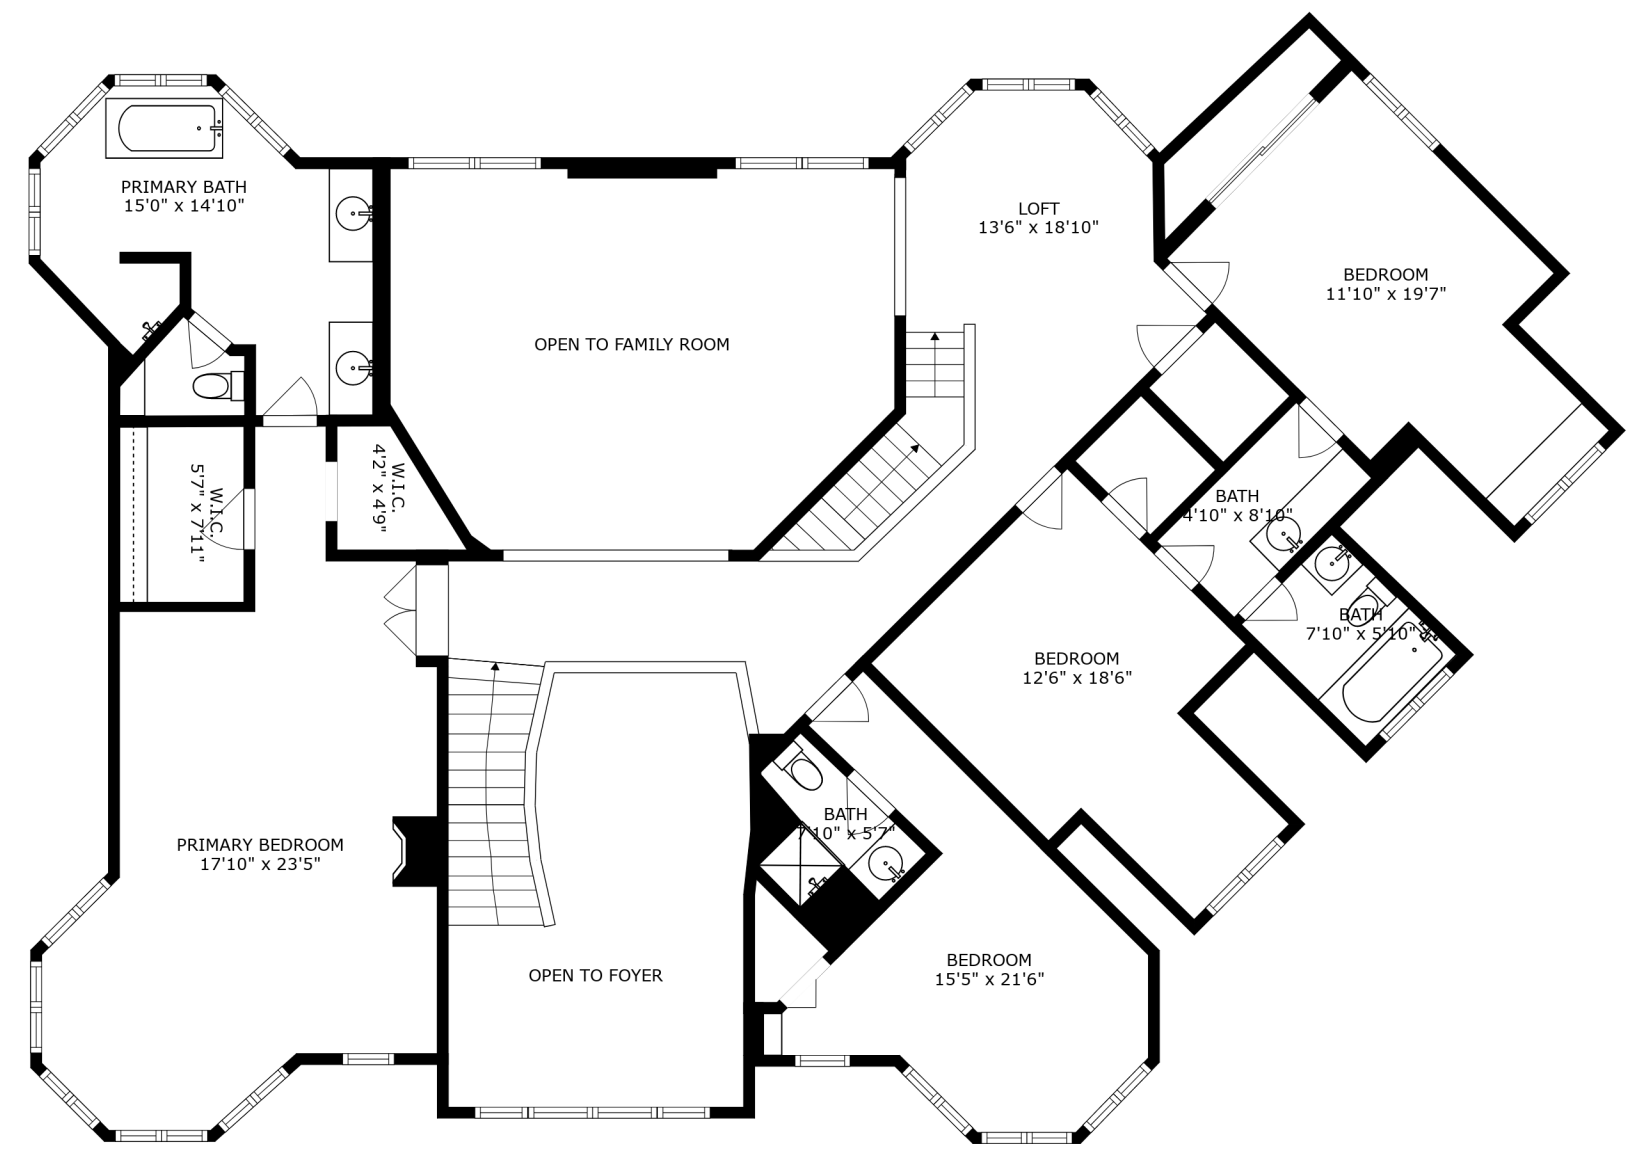 PRIMARY BATH
15'0" x 14'10"
LOFT
13'6" x 18'10"
BEDROOM
11'10" x 19'7"
OPEN TO FAMILY ROOM
W.I.C.
4'2" x 4'9"
W.I.C.
5'7" x 7'11"
BATH
4'10" x 8'10"
BATH
7'10" x 5'10"
BEDROOM
12'6" x 18'6"
BATH
7'10" x 5'7"
PRIMARY BEDROOM
17'10" x 23'5"
OPEN TO FOYER
BEDROOM
15'5" x 21'6"